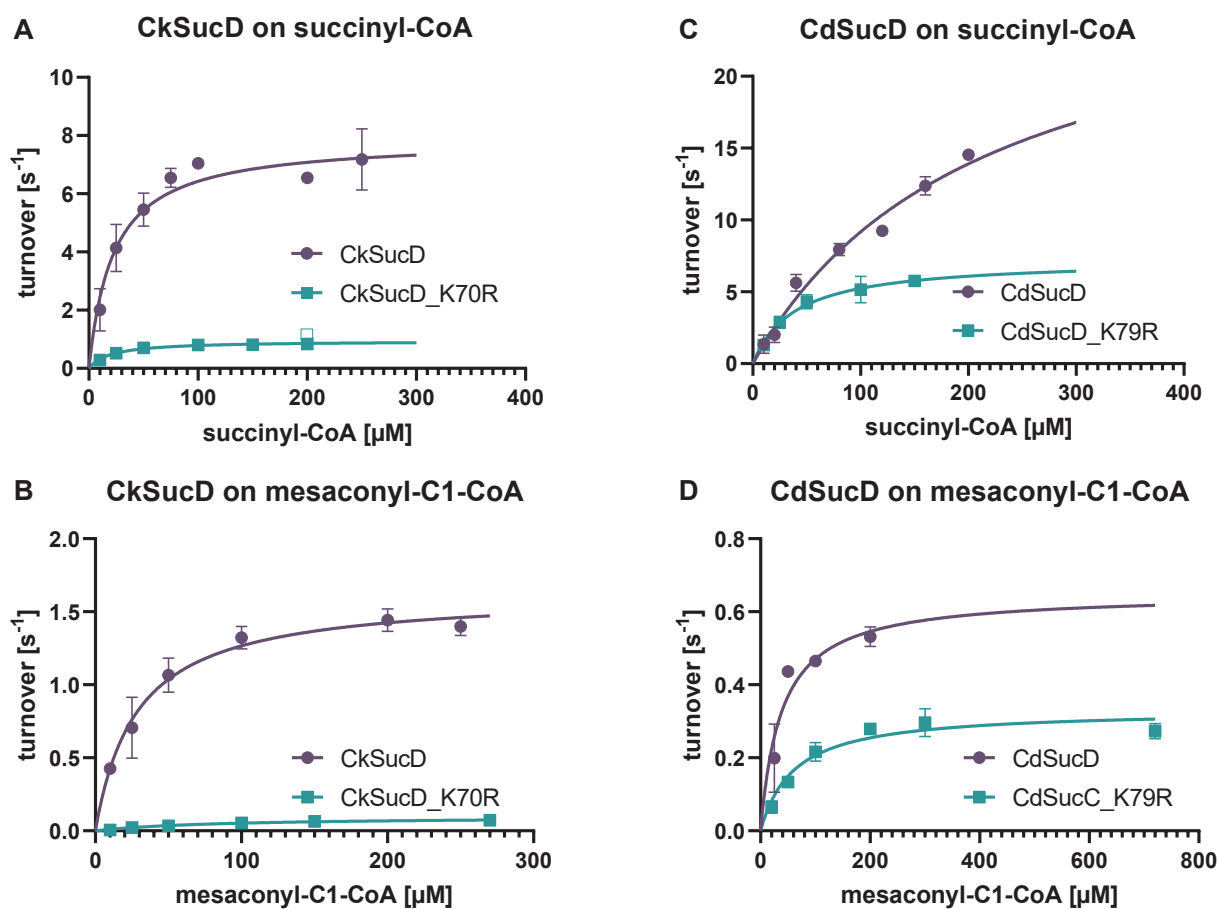 A
CkSucD on succinyl-CoA
10
8
6
4
2
0
turnover [s⁻¹]
CkSucD
CkSucD_K70R
0 100 200 300 400
succinyl-CoA [µM]
C
CdSucD on succinyl-CoA
20
15
10
5
0
turnover [s⁻¹]
CdSucD
CdSucD_K79R
0 100 200 300 400
succinyl-CoA [µM]
B
CkSucD on mesaconyl-C1-CoA
2.0
1.5
1.0
0.5
0.0
turnover [s⁻¹]
CkSucD
CkSucD_K70R
0 100 200 300
mesaconyl-C1-CoA [µM]
D
CdSucD on mesaconyl-C1-CoA
0.8
0.6
0.4
0.2
0.0
turnover [s⁻¹]
CdSucD
CdSucC_K79R
0 200 400 600 800
mesaconyl-C1-CoA [µM]